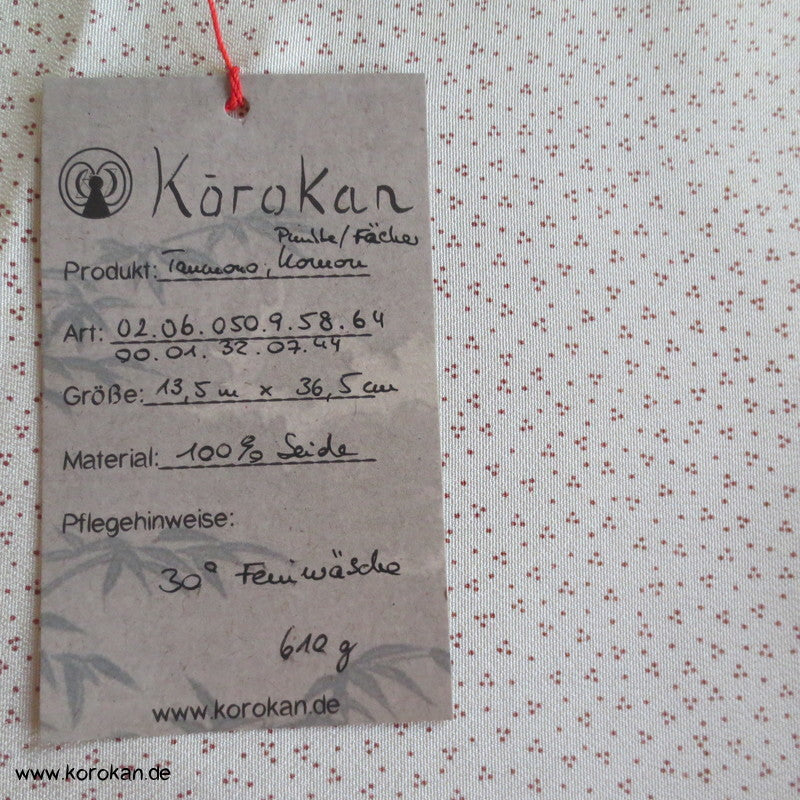 Kōrokan
Punkte/Fächer
Produkt: Tanmono, Komon
Art: 02.06.050.9.58.64
00.01.32.07.44
Größe: 13,5 m x 36,5 cm
Material: 100% Seide
Pflegehinweise:
30° Feinwäsche
610 g
www.korokan.de
www.korokan.de